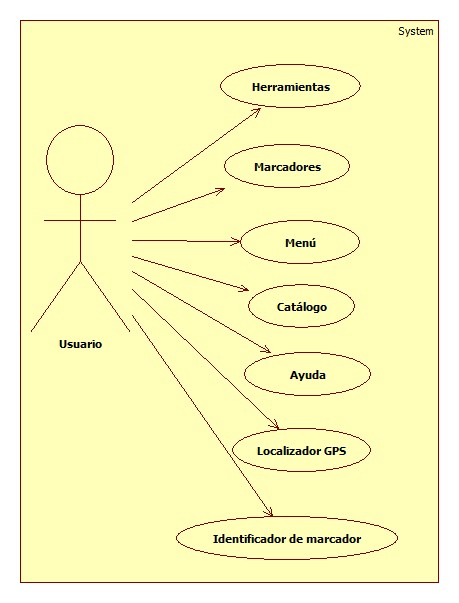 System
Herramientas
Marcadores
Menú
Catálogo
Usuario
Ayuda
Localizador GPS
Identificador de marcador